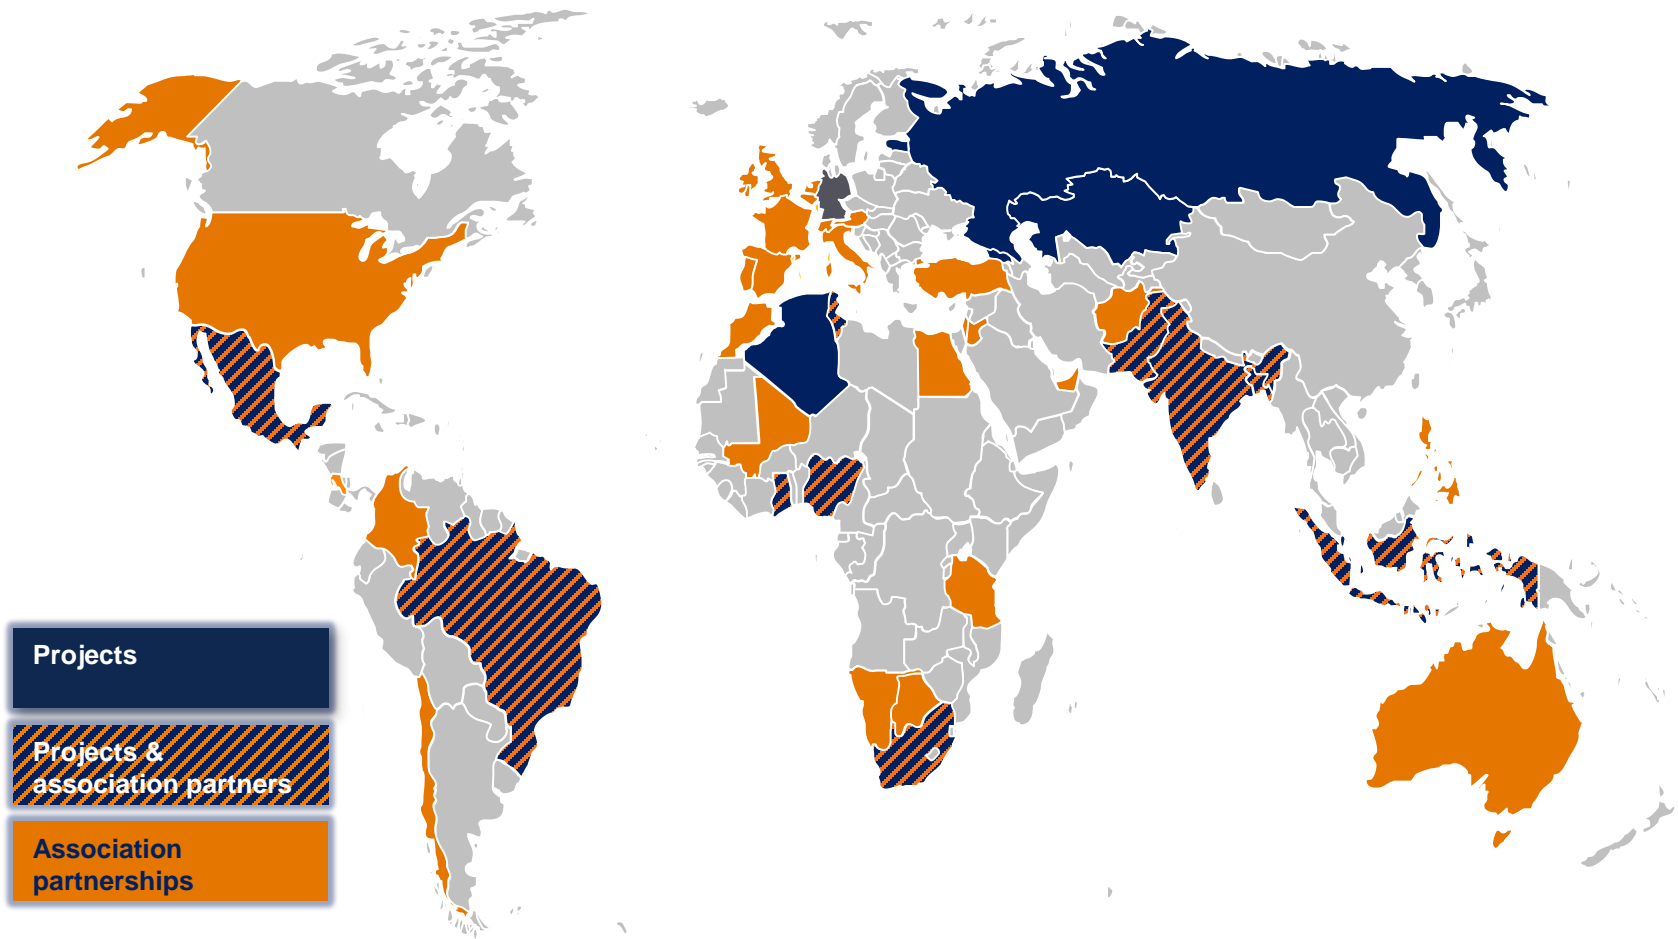 Projects
Projects &
association partners
Association
partnerships